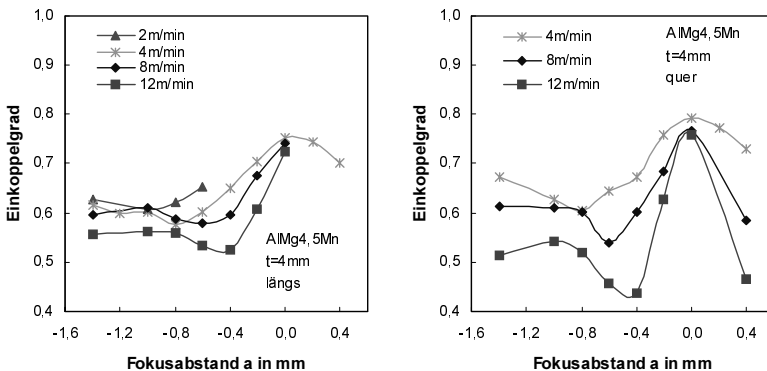 1,0
0,9
0,8
0,7
0,6
0,5
0,4
Einkoppelgrad
2m/min
4m/min
8m/min
12m/min
AlMg4,5Mn
t=4mm
längs
-1,6 -1,2 -0,8 -0,4 0,0 0,4
Fokusabstand a in mm
1,0
0,9
0,8
0,7
0,6
0,5
0,4
Einkoppelgrad
4m/min
8m/min
12m/min
AlMg4,5Mn
t=4mm
quer
-1,6 -1,2 -0,8 -0,4 0,0 0,4
Fokusabstand a in mm